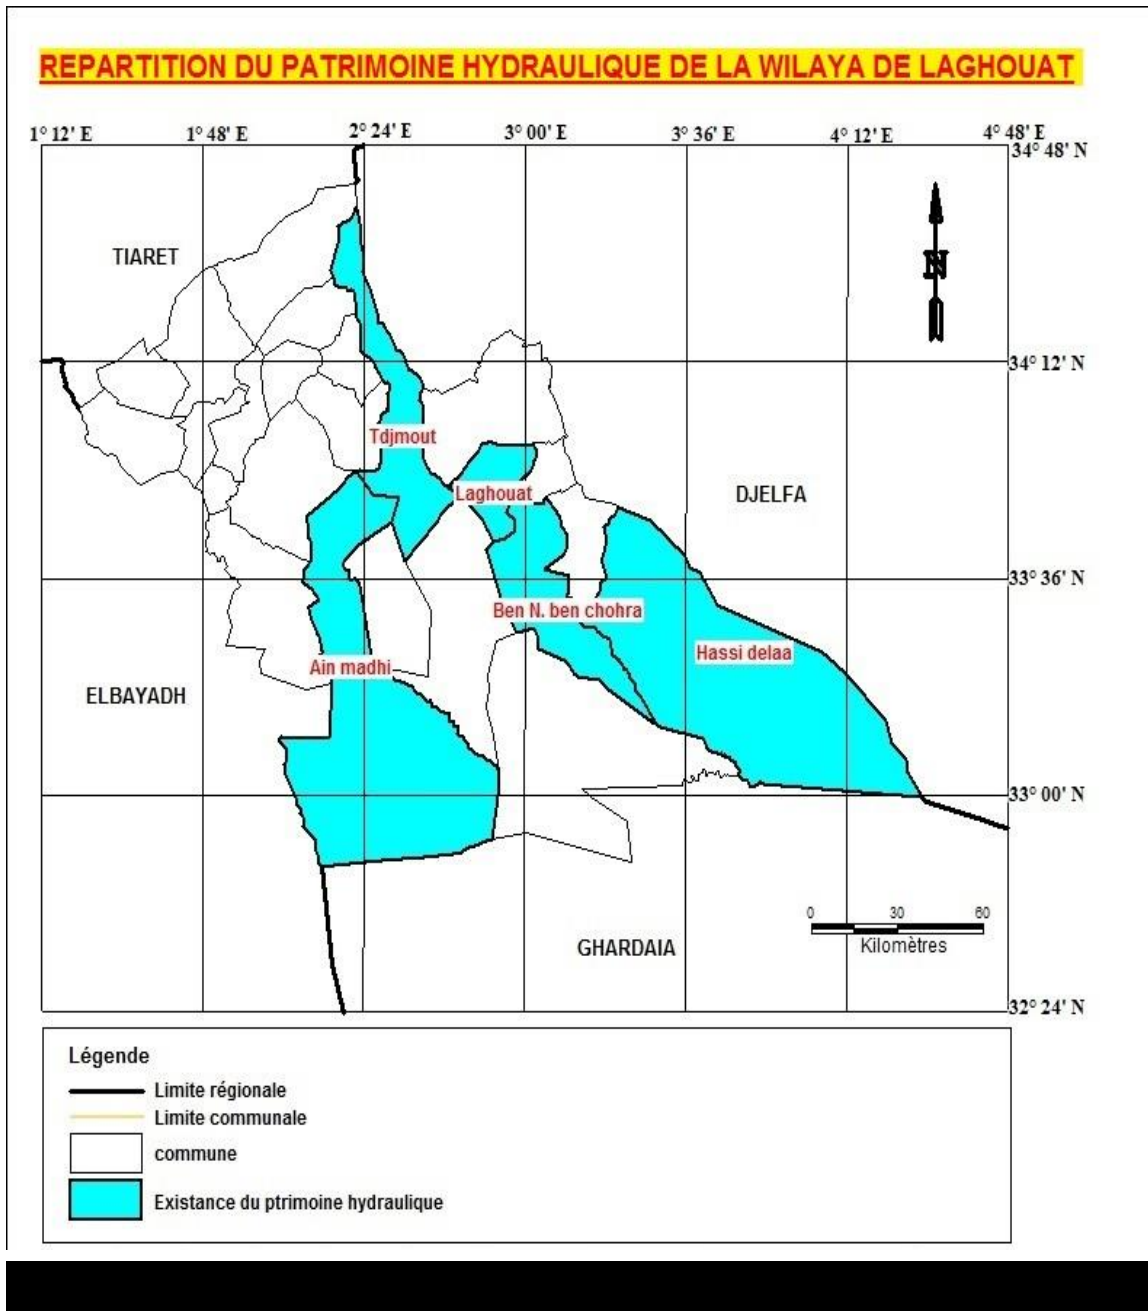 REPARTITION DU PATRIMOINE HYDRAULIQUE DE LA WILAYA DE LAGHOUAT
1° 12' E
1° 48' E
2° 24' E
3° 00' E
3° 36' E
4° 12' E
4° 48' E
34° 48' N
TIARET
N
34° 12' N
Tdjmout
Laghouat
DJELFA
33° 36' N
Ben N. ben chohra
Hassi delaa
Ain madhi
ELBAYADH
33° 00' N
0 30 60
Kilomètres
GHARDAIA
32° 24' N
Légende
Limite régionale
Limite communale
commune
Existance du ptrimoine hydraulique